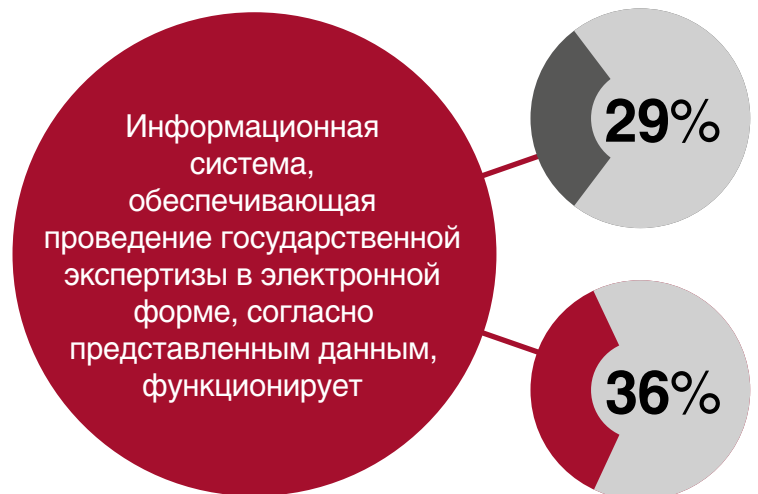 Информационная
система,
обеспечивающая
проведение государственной
экспертизы в электронной
форме, согласно
представленным данным,
функционирует
29%
36%